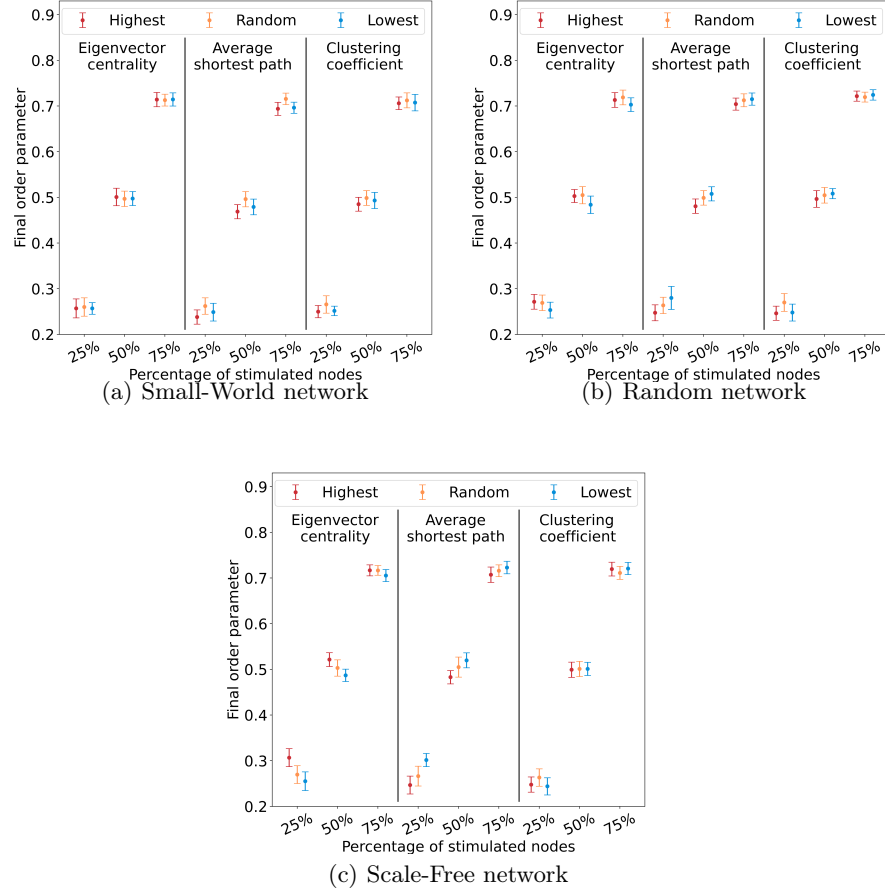 Highest Random Lowest
Eigenvector centrality
Average shortest path
Clustering coefficient
Final order parameter
0.9
0.8
0.7
0.6
0.5
0.4
0.3
0.2
25% 50% 75% 25% 50% 75% 25% 50% 75%
Percentage of stimulated nodes
(a) Small-World network
Highest Random Lowest
Eigenvector centrality
Average shortest path
Clustering coefficient
Final order parameter
0.9
0.8
0.7
0.6
0.5
0.4
0.3
0.2
25% 50% 75% 25% 50% 75% 25% 50% 75%
Percentage of stimulated nodes
(b) Random network
Highest Random Lowest
Eigenvector centrality
Average shortest path
Clustering coefficient
Final order parameter
0.9
0.8
0.7
0.6
0.5
0.4
0.3
0.2
25% 50% 75% 25% 50% 75% 25% 50% 75%
Percentage of stimulated nodes
(c) Scale-Free network